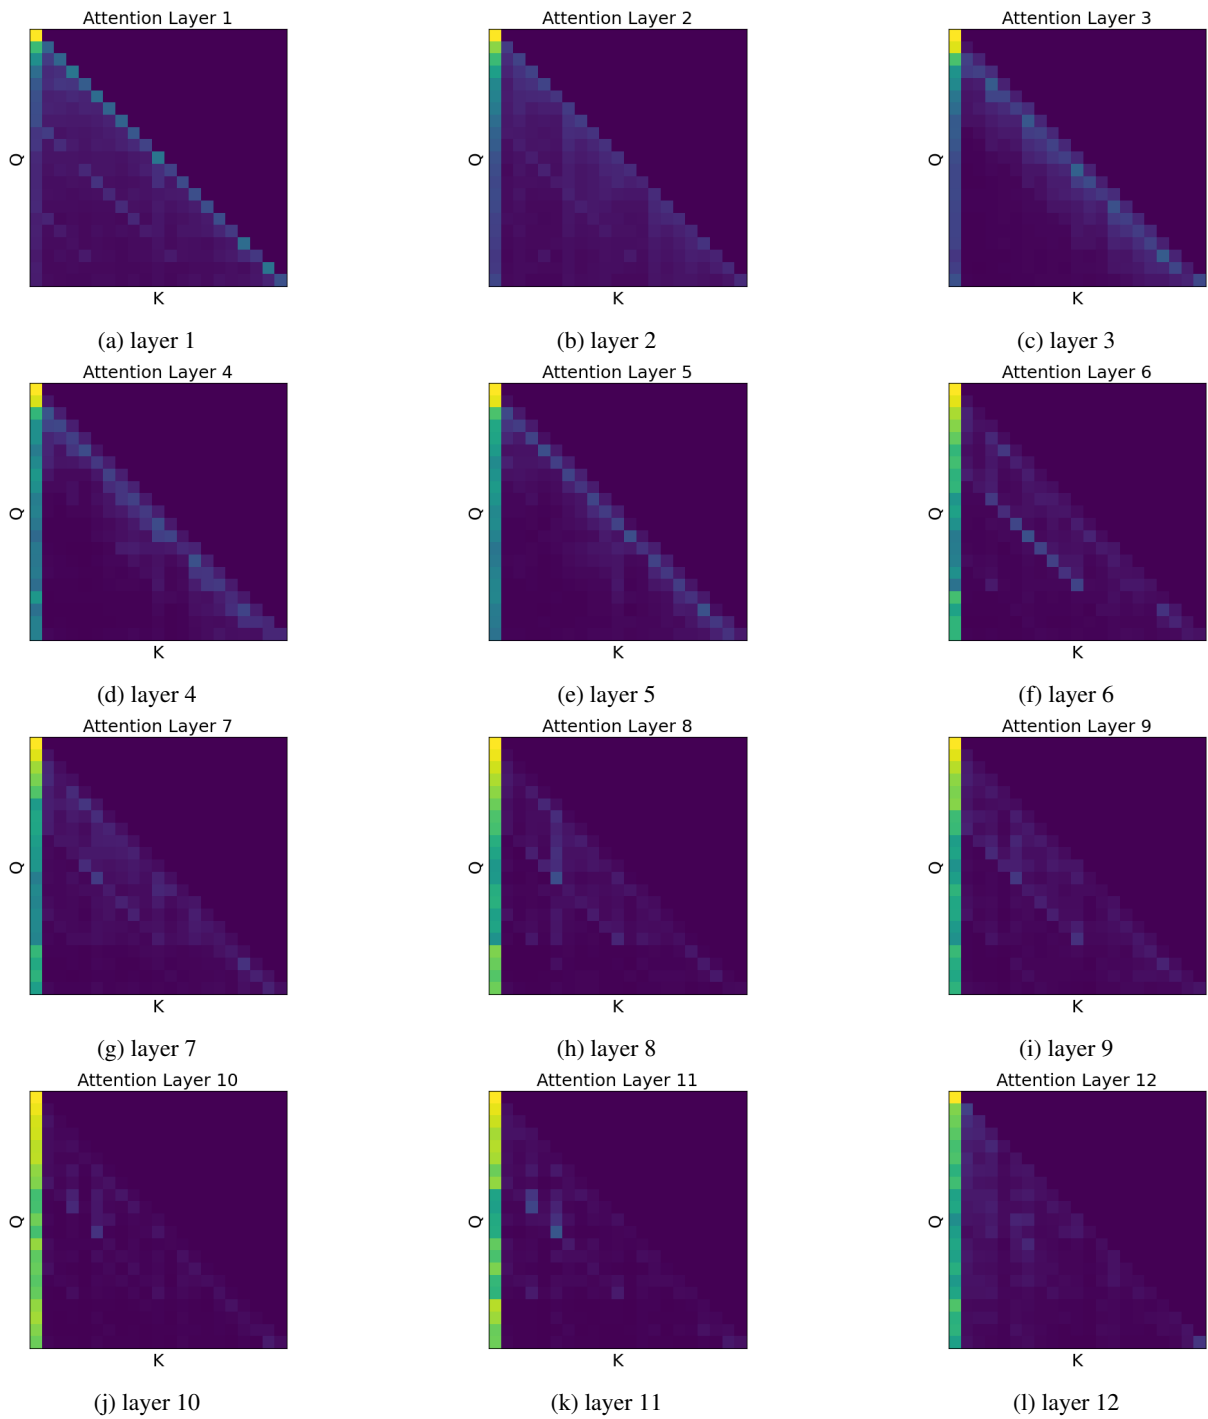 Attention Layer 1
Attention Layer 2
Attention Layer 3
Q
Q
Q
K
K
K
(a) layer 1
(b) layer 2
(c) layer 3
Attention Layer 4
Attention Layer 5
Attention Layer 6
Q
Q
Q
K
K
K
(d) layer 4
(e) layer 5
(f) layer 6
Attention Layer 7
Attention Layer 8
Attention Layer 9
Q
Q
Q
K
K
K
(g) layer 7
(h) layer 8
(i) layer 9
Attention Layer 10
Attention Layer 11
Attention Layer 12
Q
Q
Q
K
K
K
(j) layer 10
(k) layer 11
(l) layer 12